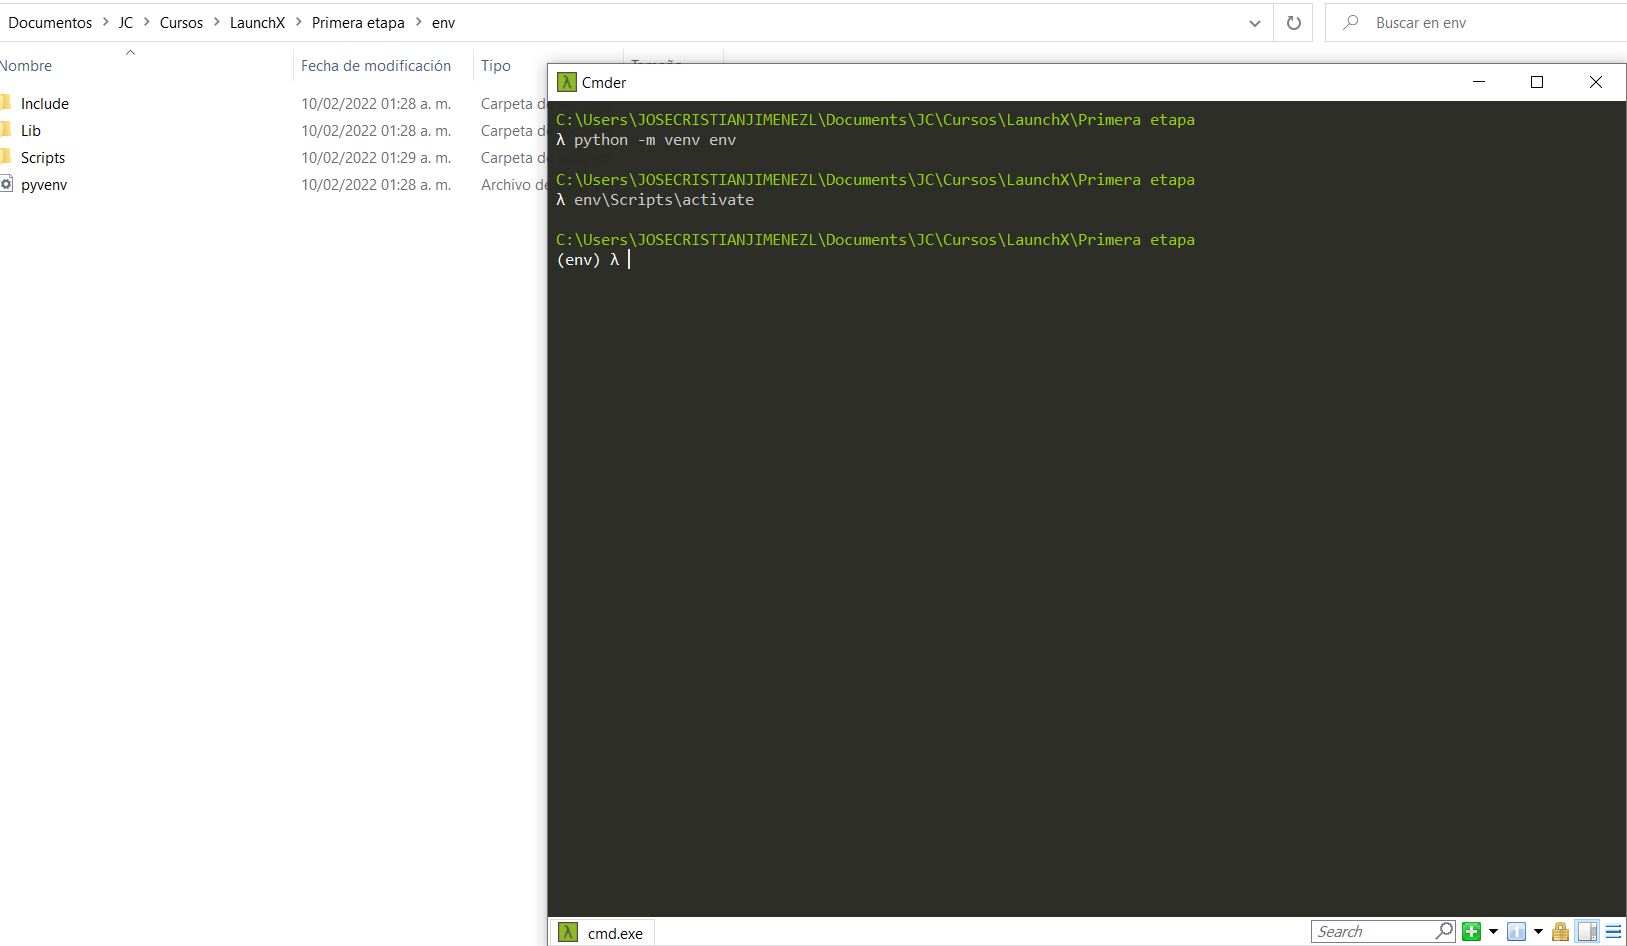 Documentos > JC > Cursos > LaunchX > Primera etapa > env
Buscar en env
Nombre Fecha de modificación Tipo Tamaño
Include 10/02/2022 01:28 a. m. Carpeta de
Lib 10/02/2022 01:28 a. m. Carpeta de
Scripts 10/02/2022 01:29 a. m. Carpeta de
pyvenv 10/02/2022 01:28 a. m. Archivo de
λ Cmder
C:\Users\JOSECRISTIANJIMENEZL\Documents\JC\Cursos\LaunchX\Primera etapa
λ python -m venv env
C:\Users\JOSECRISTIANJIMENEZL\Documents\JC\Cursos\LaunchX\Primera etapa
λ env\Scripts\activate
C:\Users\JOSECRISTIANJIMENEZL\Documents\JC\Cursos\LaunchX\Primera etapa
(env) λ
λ cmd.exe
Search